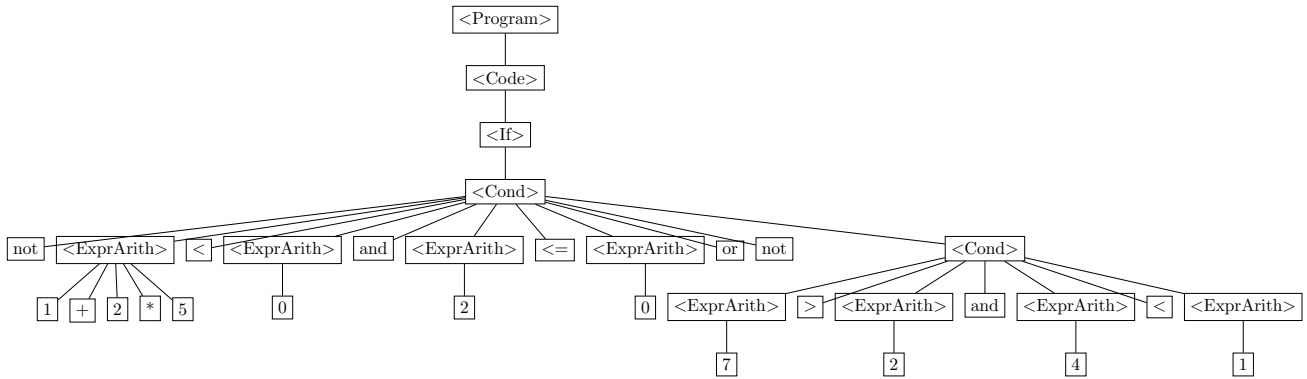 <Program>
<Code>
<If>
<Cond>
not <ExprArith> < <ExprArith> and <ExprArith> <= <ExprArith> or not <Cond>
1 + 2 * 5 0 2 0 <ExprArith> > <ExprArith> and <ExprArith> < <ExprArith>
7 2 4 1